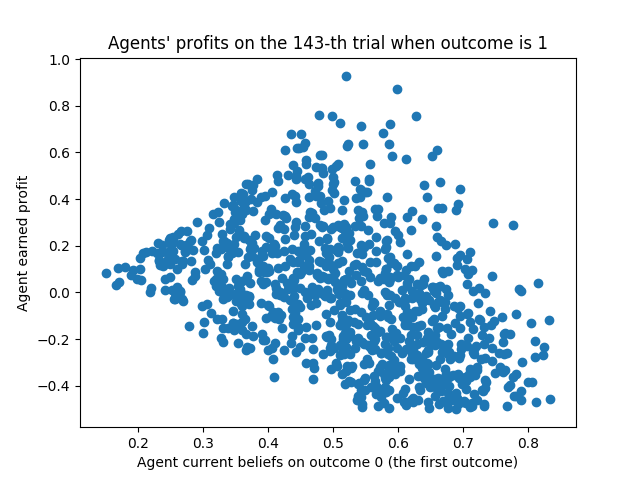 Agents' profits on the 143-th trial when outcome is 1
1.0
0.8
0.6
0.4
0.2
0.0
−0.2
−0.4
Agent earned profit
0.2 0.3 0.4 0.5 0.6 0.7 0.8
Agent current beliefs on outcome 0 (the first outcome)